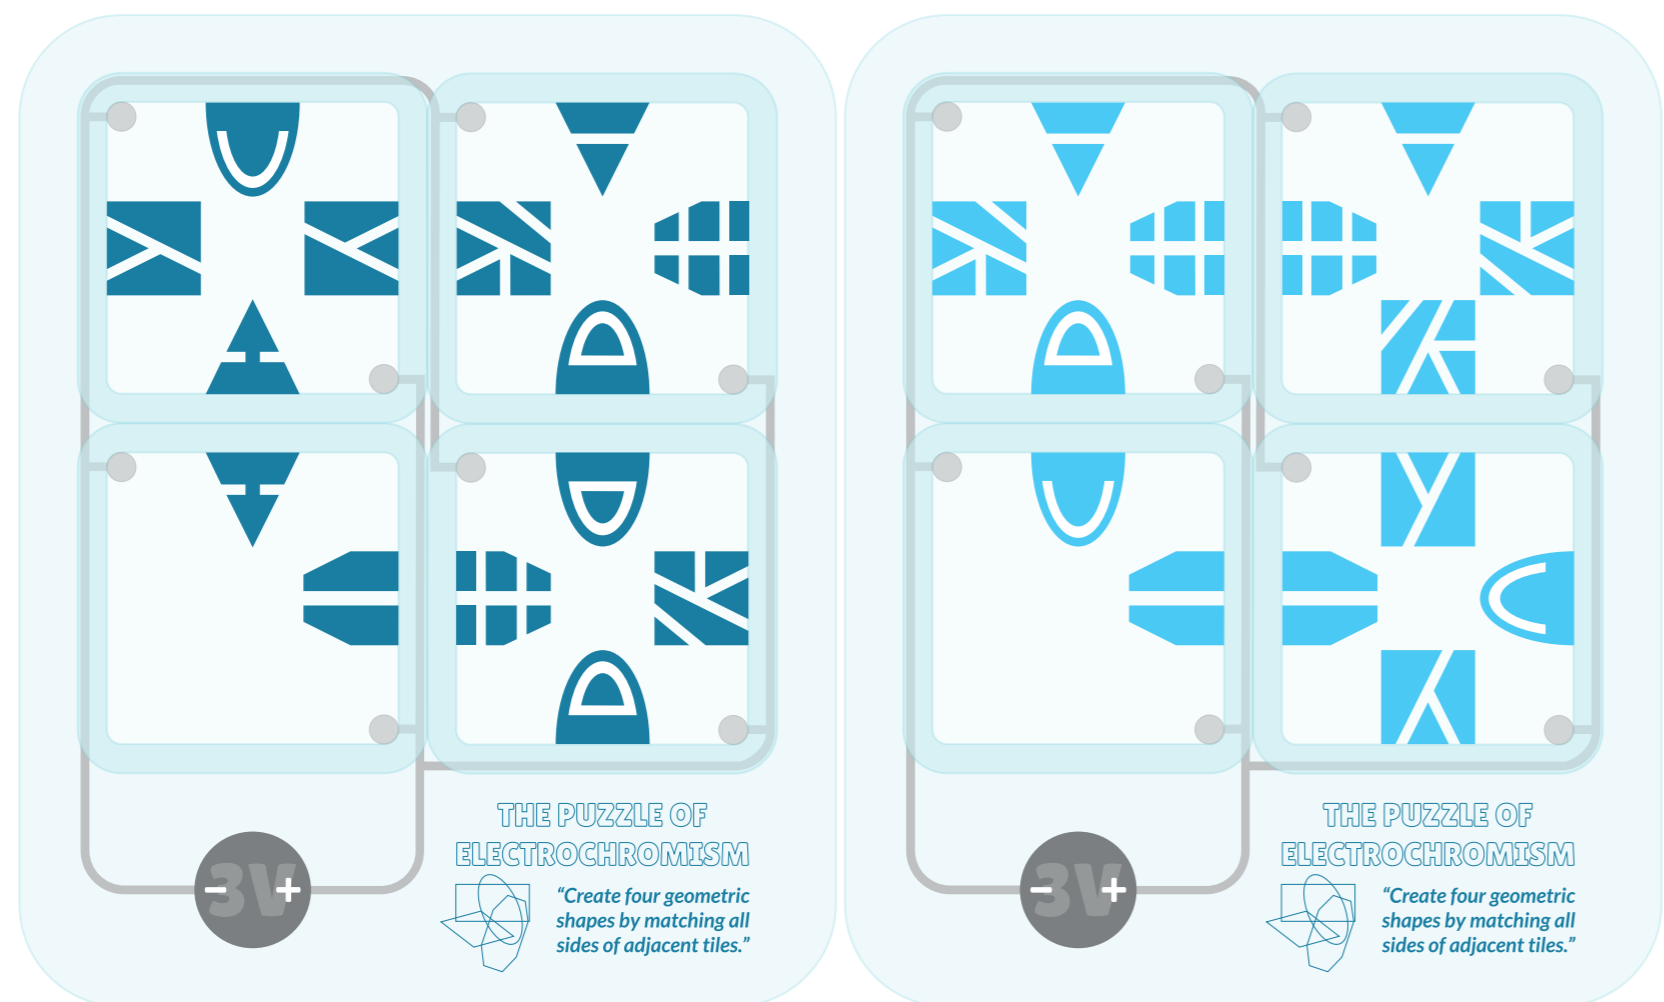 3V
- +
THE PUZZLE OF
ELECTROCHROMISM
“Create four geometric
shapes by matching all
sides of adjacent tiles.”
3V
- +
THE PUZZLE OF
ELECTROCHROMISM
“Create four geometric
shapes by matching all
sides of adjacent tiles.”